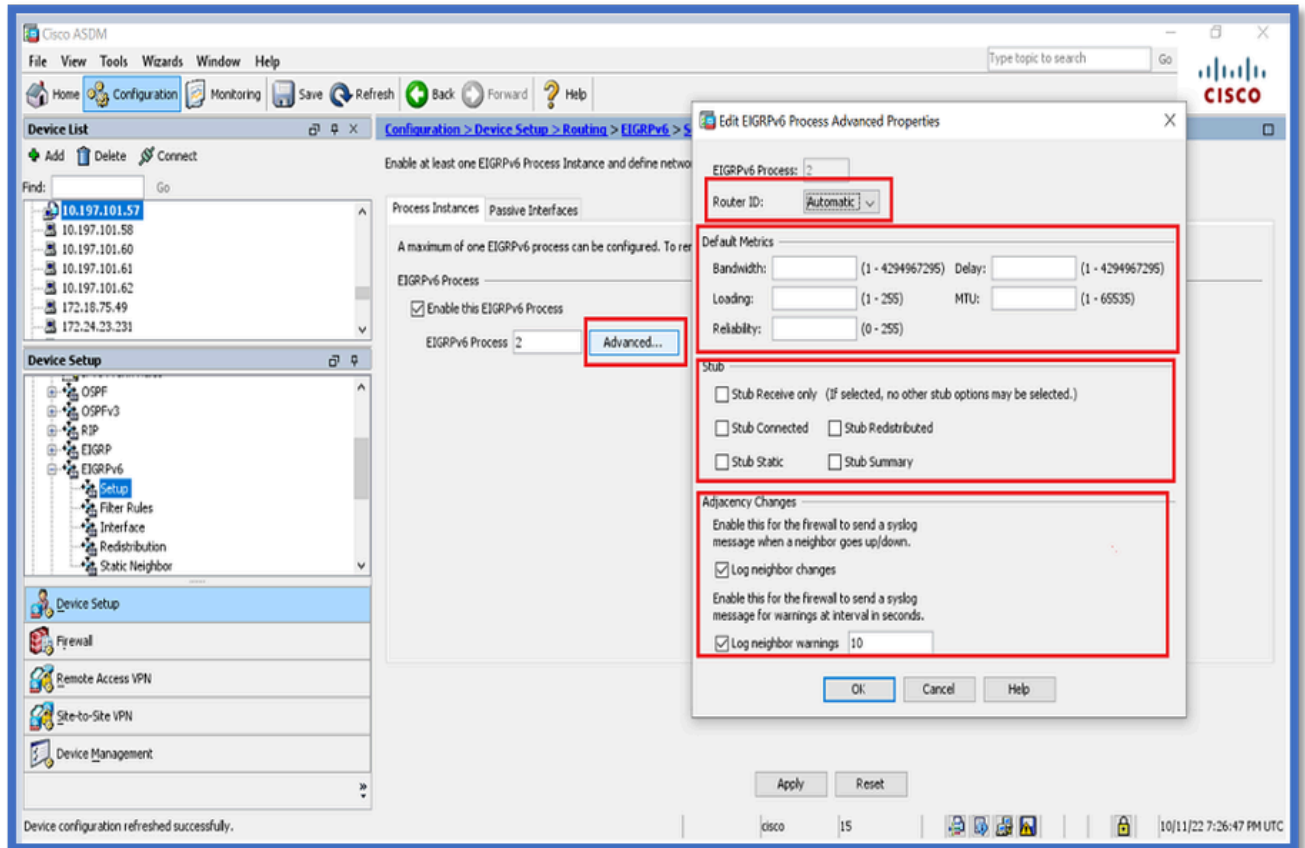 Cisco ASDM
File View Tools Wizards Window Help
Type topic to search Go
Home Configuration Monitoring Save Refresh Back Forward Help
CISCO
Device List
Add Delete Connect
Find: Go
10.197.101.57
10.197.101.58
10.197.101.60
10.197.101.61
10.197.101.62
172.18.75.49
172.24.23.231
Device Setup
OSPF
OSPFv3
RIP
EIGRP
EIGRPv6
Setup
Filter Rules
Interface
Redistribution
Static Neighbor
Device Setup
Firewall
Remote Access VPN
Site-to-Site VPN
Device Management
Configuration > Device Setup > Routing > EIGRPv6 > S
Enable at least one EIGRPv6 Process Instance and define netwo
Process Instances Passive Interfaces
A maximum of one EIGRPv6 process can be configured. To rer
EIGRPv6 Process
Enable this EIGRPv6 Process
EIGRPv6 Process 2 Advanced...
Apply Reset
Edit EIGRPv6 Process Advanced Properties
EIGRPv6 Process: 2
Router ID: Automatic
Default Metrics
Bandwidth: (1 - 4294967295) Delay: (1 - 4294967295)
Loading: (1 - 255) MTU: (1 - 65535)
Reliability: (0 - 255)
Stub
Stub Receive only (If selected, no other stub options may be selected.)
Stub Connected Stub Redistributed
Stub Static Stub Summary
Adjacency Changes
Enable this for the firewall to send a syslog
message when a neighbor goes up/down.
Log neighbor changes
Enable this for the firewall to send a syslog
message for warnings at interval in seconds.
Log neighbor warnings 10
OK Cancel Help
Device configuration refreshed successfully.
cisco 15 10/11/22 7:26:47 PM UTC